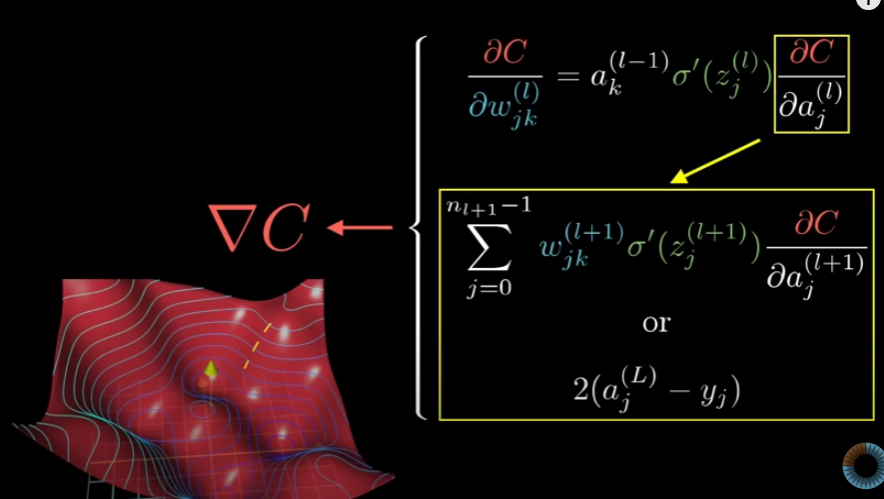 ∂C/∂w_{jk}^{(l)} = a_k^{(l−1)} σ′(z_j^{(l)}) ∂C/∂a_j^{(l)}
∇C ←
∑_{j=0}^{n_{l+1}−1} w_{jk}^{(l+1)} σ′(z_j^{(l+1)}) ∂C/∂a_j^{(l+1)}
or
2(a_j^{(L)} − y_j)